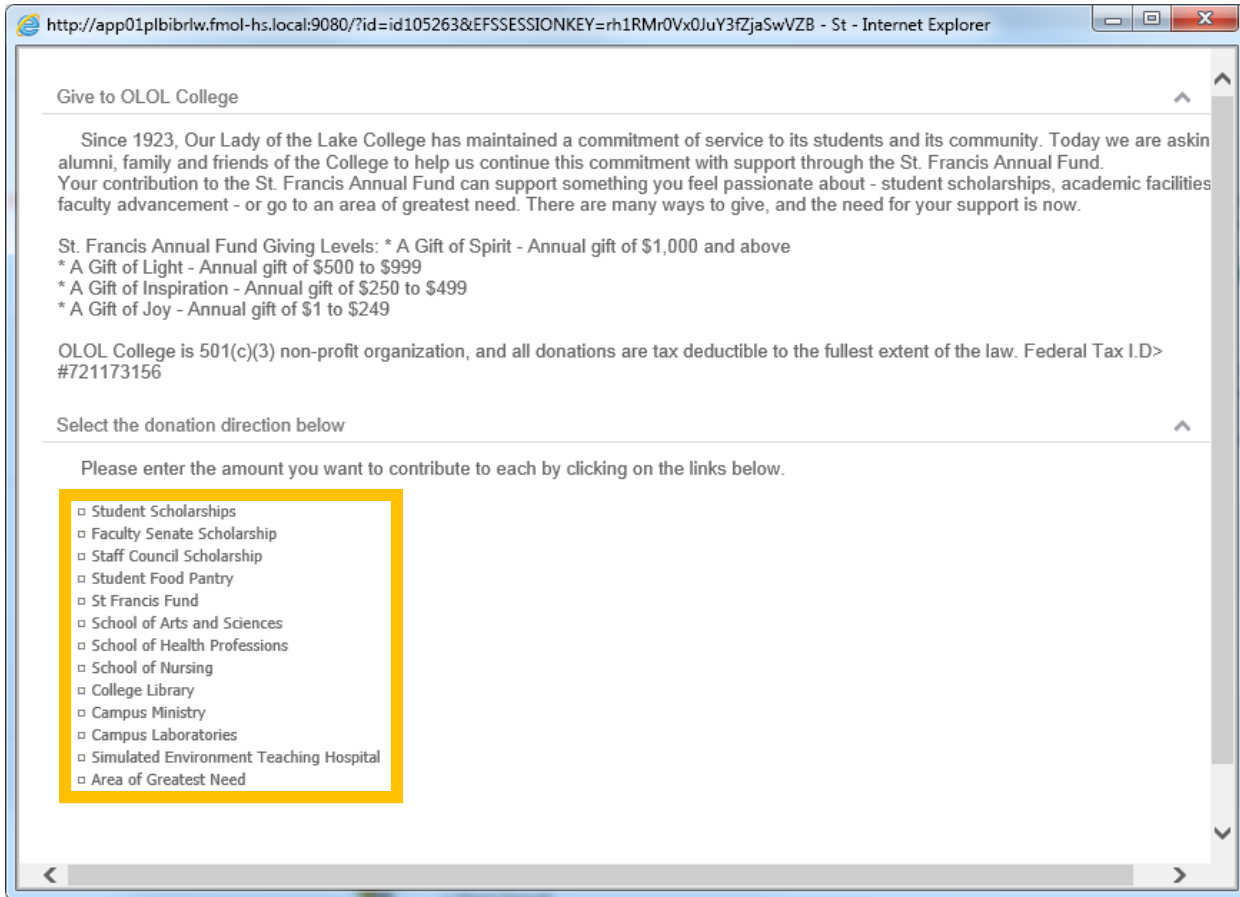 http://app01plbibrlw.fmol-hs.local:9080/?id=id105263&EFSSESSIONKEY=rh1RMr0Vx0JuY3fZjaSwVZB - St - Internet Explorer
Give to OLOL College
Since 1923, Our Lady of the Lake College has maintained a commitment of service to its students and its community. Today we are askin
alumni, family and friends of the College to help us continue this commitment with support through the St. Francis Annual Fund.
Your contribution to the St. Francis Annual Fund can support something you feel passionate about - student scholarships, academic facilities
faculty advancement - or go to an area of greatest need. There are many ways to give, and the need for your support is now.
St. Francis Annual Fund Giving Levels: * A Gift of Spirit - Annual gift of $1,000 and above
* A Gift of Light - Annual gift of $500 to $999
* A Gift of Inspiration - Annual gift of $250 to $499
* A Gift of Joy - Annual gift of $1 to $249
OLOL College is 501(c)(3) non-profit organization, and all donations are tax deductible to the fullest extent of the law. Federal Tax I.D>
#721173156
Select the donation direction below
Please enter the amount you want to contribute to each by clicking on the links below.
Student Scholarships
Faculty Senate Scholarship
Staff Council Scholarship
Student Food Pantry
St Francis Fund
School of Arts and Sciences
School of Health Professions
School of Nursing
College Library
Campus Ministry
Campus Laboratories
Simulated Environment Teaching Hospital
Area of Greatest Need